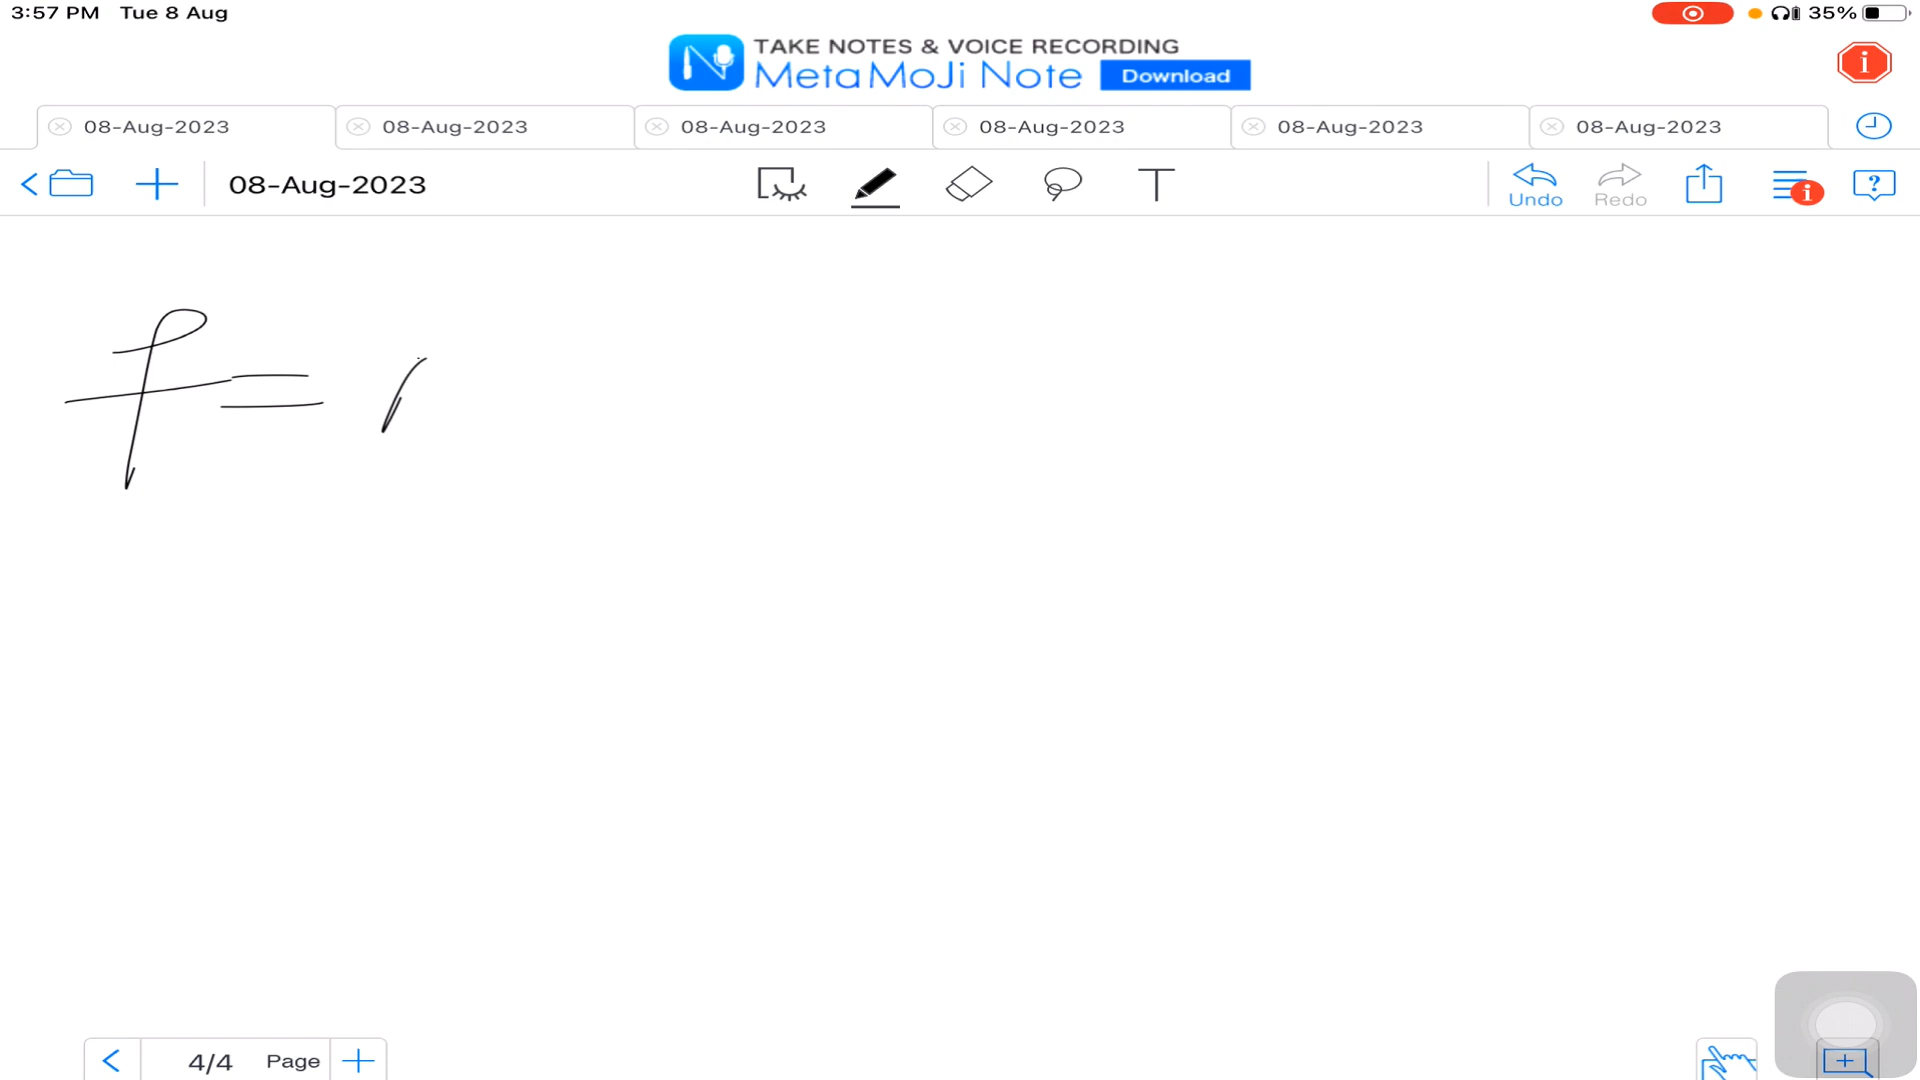 3:57 PM Tue 8 Aug 35%
TAKE NOTES & VOICE RECORDING
MetaMoJi Note Download
08-Aug-2023 08-Aug-2023 08-Aug-2023 08-Aug-2023 08-Aug-2023 08-Aug-2023
08-Aug-2023 T Undo Redo
f =
4/4 Page